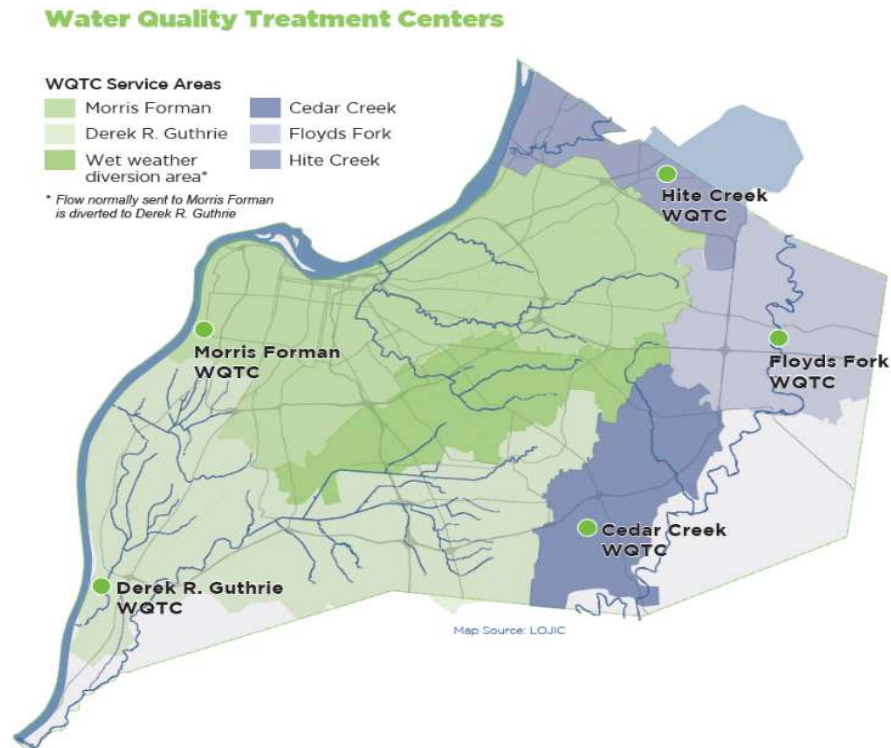 Water Quality Treatment Centers
WQTC Service Areas
Morris Forman
Derek R. Guthrie
Wet weather
diversion area*
Cedar Creek
Floyds Fork
Hite Creek
* Flow normally sent to Morris Forman
is diverted to Derek R. Guthrie
Hite Creek
WQTC
Morris Forman
WQTC
Floyds Fork
WQTC
Cedar Creek
WQTC
Derek R. Guthrie
WQTC
Map Source: LOJIC